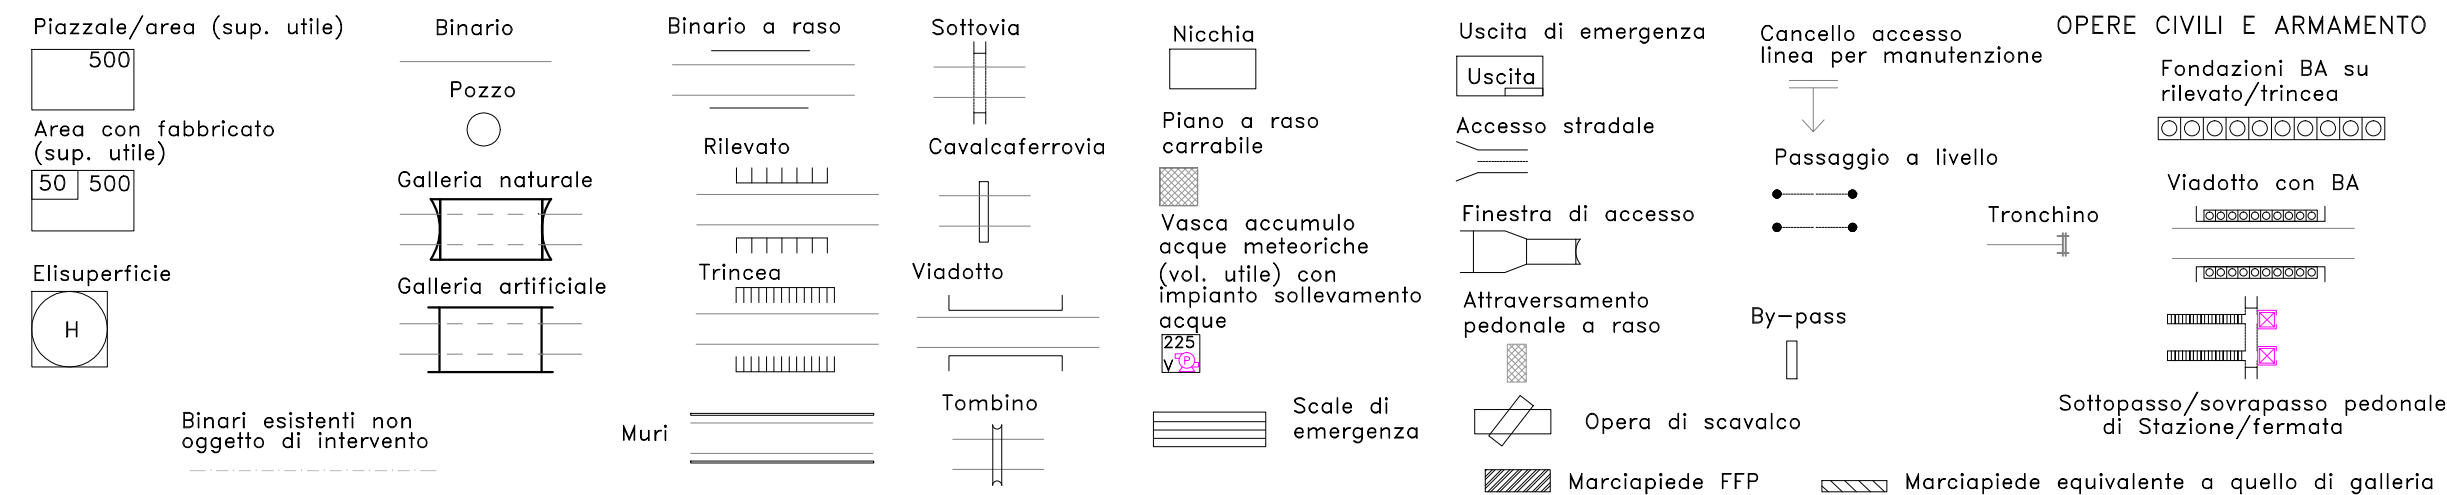 Piazzale/area (sup. utile)
500
Area con fabbricato
(sup. utile)
50 500
Elisuperficie
H
Binari esistenti non
oggetto di intervento
Binario
Pozzo
Galleria naturale
Galleria artificiale
Binario a raso
Rilevato
Trincea
Muri
Sottovia
Cavalcaferrovia
Viadotto
Tombino
Nicchia
Piano a raso
carrabile
Vasca accumulo
acque meteoriche
(vol. utile) con
impianto sollevamento
acque
225
V P
Scale di
emergenza
Uscita di emergenza
Uscita
Accesso stradale
Finestra di accesso
Attraversamento
pedonale a raso
Opera di scavalco
Marciapiede FFP
Cancello accesso
linea per manutenzione
Passaggio a livello
By-pass
Marciapiede equivalente a quello di galleria
Tronchino
OPERE CIVILI E ARMAMENTO
Fondazioni BA su
rilevato/trincea
Viadotto con BA
Sottopasso/sovrapasso pedonale
di Stazione/fermata